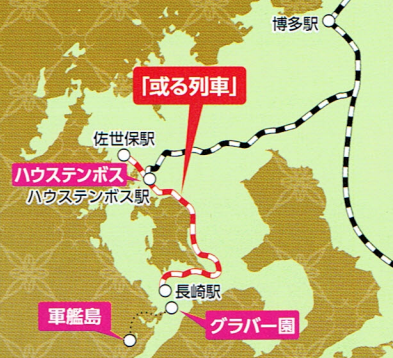 博多駅
「或る列車」
佐世保駅
ハウステンボス
ハウステンボス駅
長崎駅
軍艦島
グラバー園